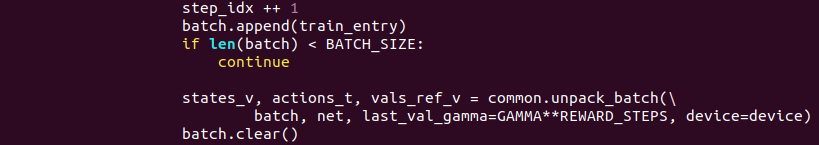 step_idx ++ 1
batch.append(train_entry)
if len(batch) < BATCH_SIZE:
continue
states_v, actions_t, vals_ref_v = common.unpack_batch(\
batch, net, last_val_gamma=GAMMA**REWARD_STEPS, device=device)
batch.clear()